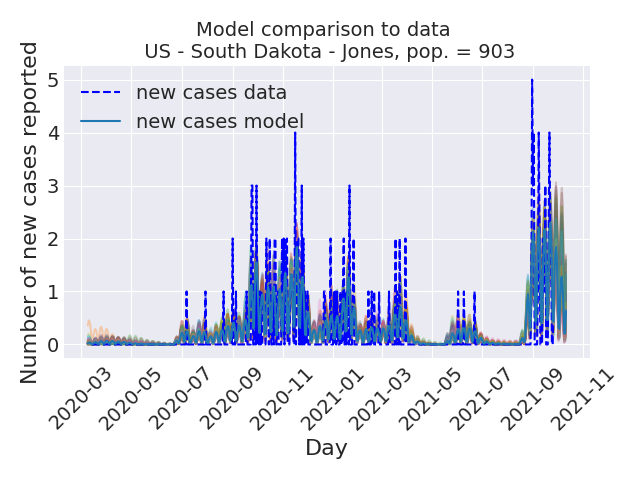 Model comparison to data
US - South Dakota - Jones, pop. = 903
Number of new cases reported
5
4
3
2
1
0
new cases data
new cases model
2020-03
2020-05
2020-07
2020-09
2020-11
2021-01
2021-03
2021-05
2021-07
2021-09
2021-11
Day